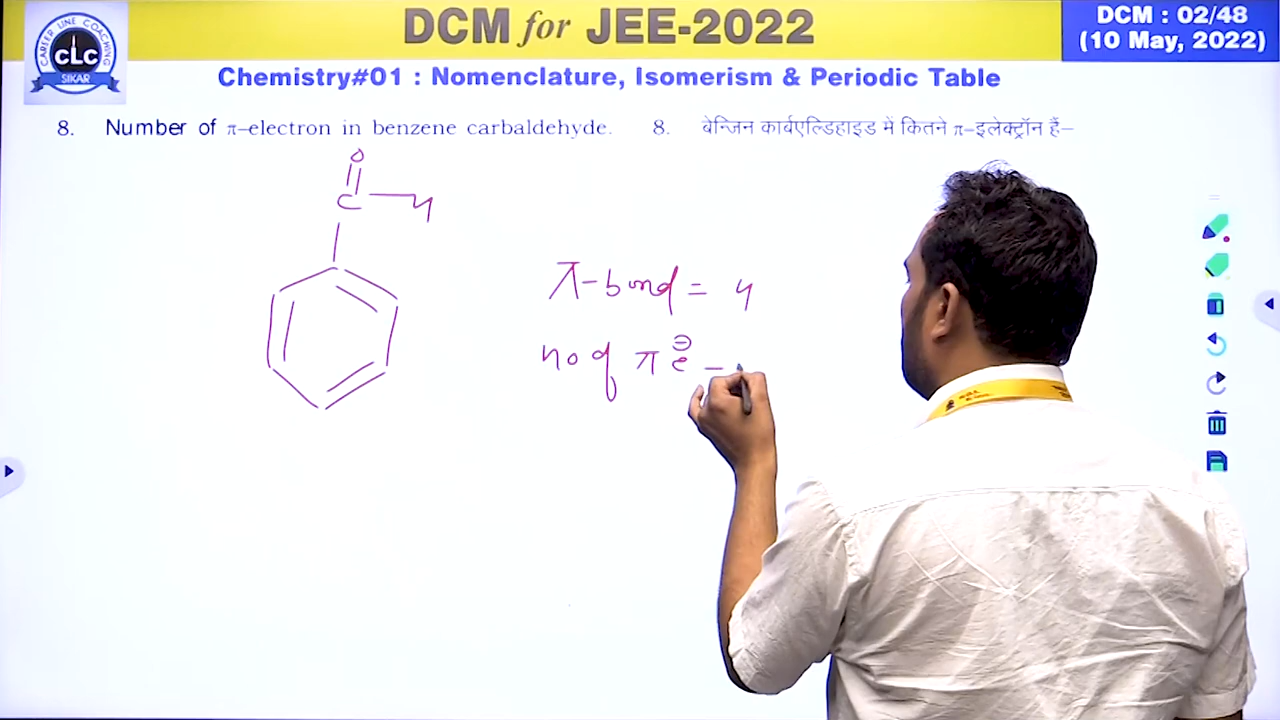 DCM for JEE-2022
DCM : 02/48
(10 May, 2022)
CAREER LINE COACHING
CLC
SIKAR
Chemistry#01 : Nomenclature, Isomerism & Periodic Table
8. Number of π-electron in benzene carbaldehyde.
8. बेन्जिन कार्बएल्डिहाइड में कितने π-इलेक्ट्रॉन हैं–
O
C H
π-bond = 4
no of π e⊖ –